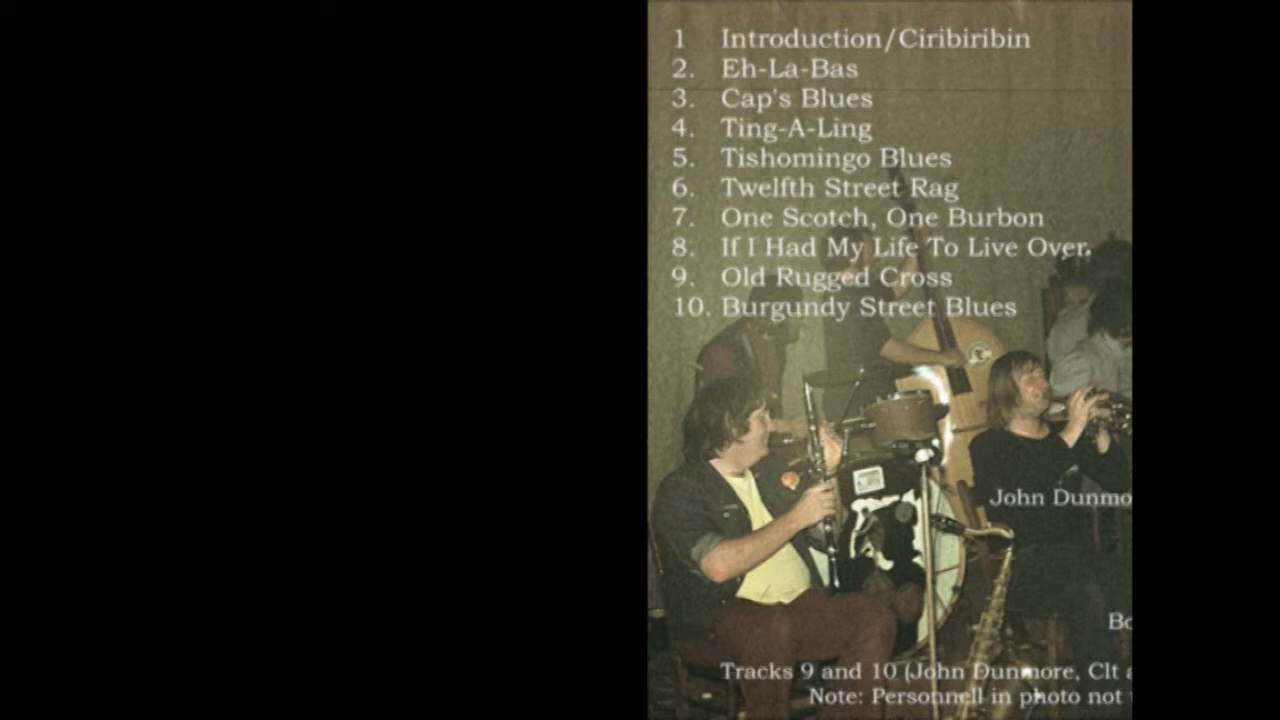 1 Introduction/Ciribiribin
2. Eh-La-Bas
3. Cap's Blues
4. Ting-A-Ling
5. Tishomingo Blues
6. Twelfth Street Rag
7. One Scotch, One Burbon
8. If I Had My Life To Live Over.
9. Old Rugged Cross
10. Burgundy Street Blues
John Dunmo
Bo
Tracks 9 and 10 (John Dunmore, Clt a
Note: Personnell in photo not